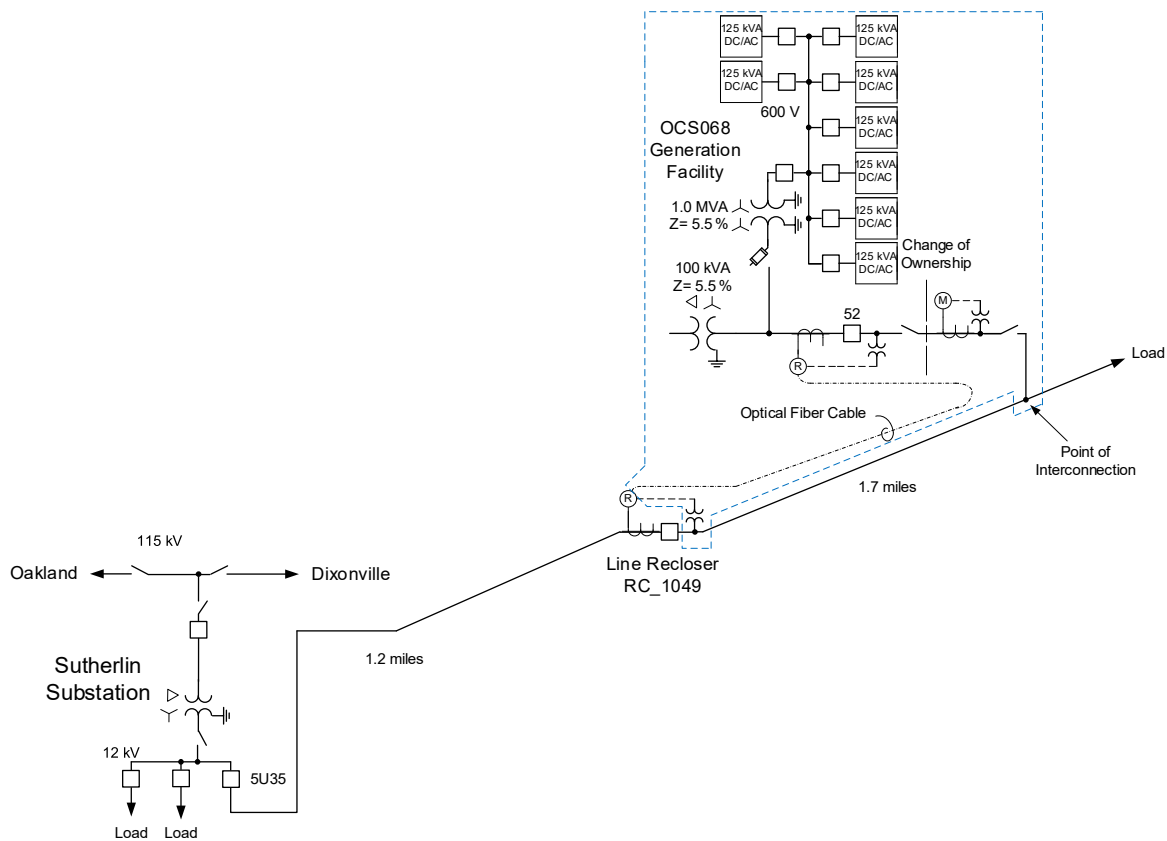 125 kVA
DC/AC
125 kVA
DC/AC
125 kVA
DC/AC
125 kVA
DC/AC
600 V
125 kVA
DC/AC
125 kVA
DC/AC
125 kVA
DC/AC
125 kVA
DC/AC
OCS068
Generation
Facility
1.0 MVA
Z= 5.5 %
100 kVA
Z= 5.5 %
Change of
Ownership
52
M
R
Load
Optical Fiber Cable
Point of
Interconnection
1.7 miles
R
Line Recloser
RC_1049
115 kV
Oakland
Dixonville
1.2 miles
Sutherlin
Substation
12 kV
5U35
Load
Load